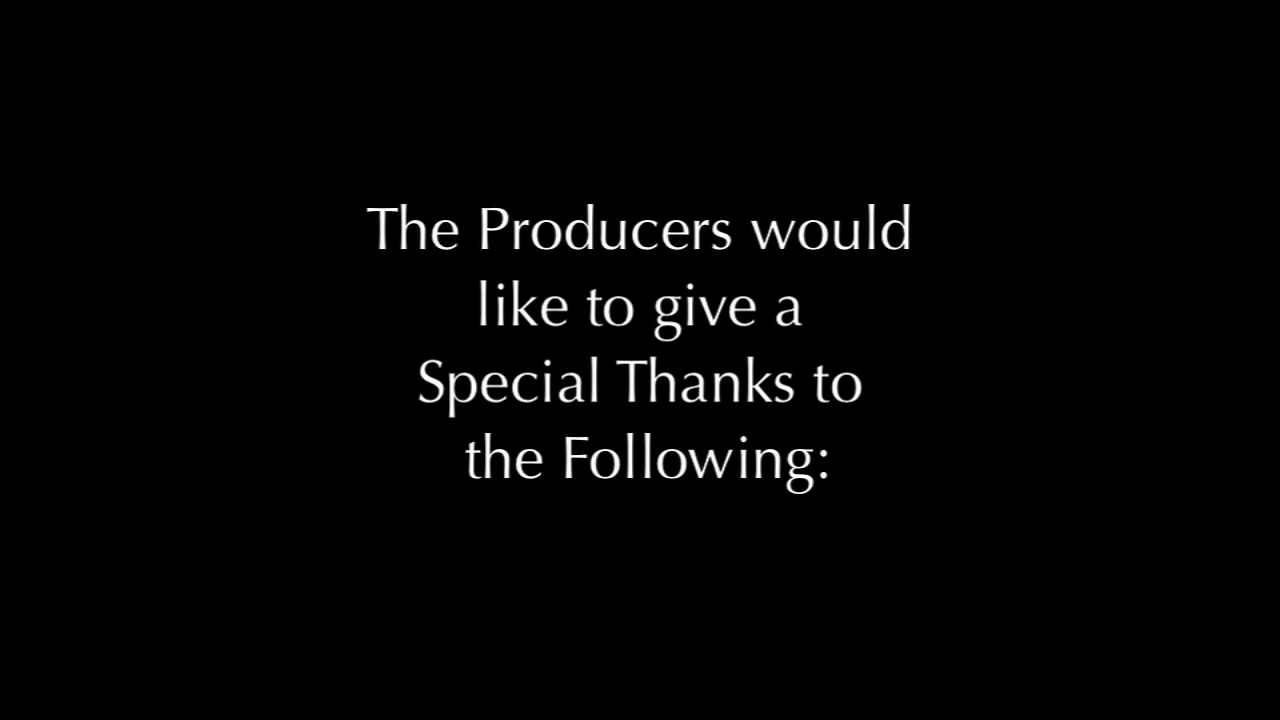 The Producers would
like to give a
Special Thanks to
the Following: